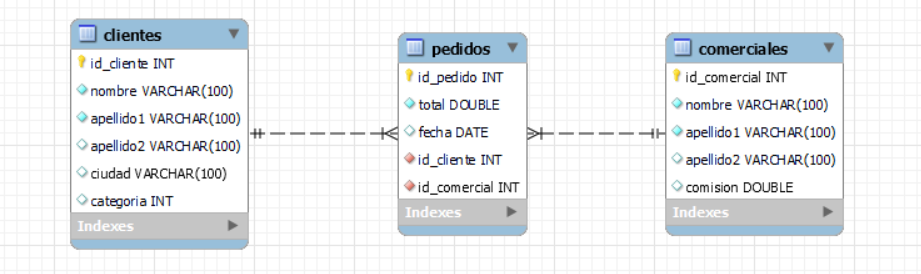 clientes
id_cliente INT
nombre VARCHAR(100)
apellido1 VARCHAR(100)
apellido2 VARCHAR(100)
ciudad VARCHAR(100)
categoria INT
Indexes
pedidos
id_pedido INT
total DOUBLE
fecha DATE
id_cliente INT
id_comercial INT
Indexes
comerciales
id_comercial INT
nombre VARCHAR(100)
apellido1 VARCHAR(100)
apellido2 VARCHAR(100)
comision DOUBLE
Indexes